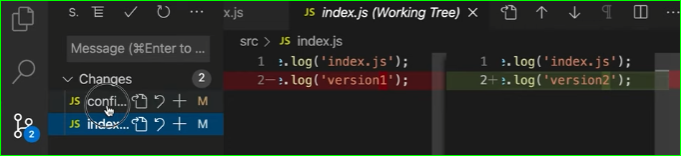 S.
x.js
JS index.js (Working Tree)
Message (⌘Enter to ...
src > JS index.js
Changes 2
1 e.log('index.js');
2— e.log('version1');
1 e.log('index.js');
2+ e.log('version2');
JS confi... M
JS index... M
2